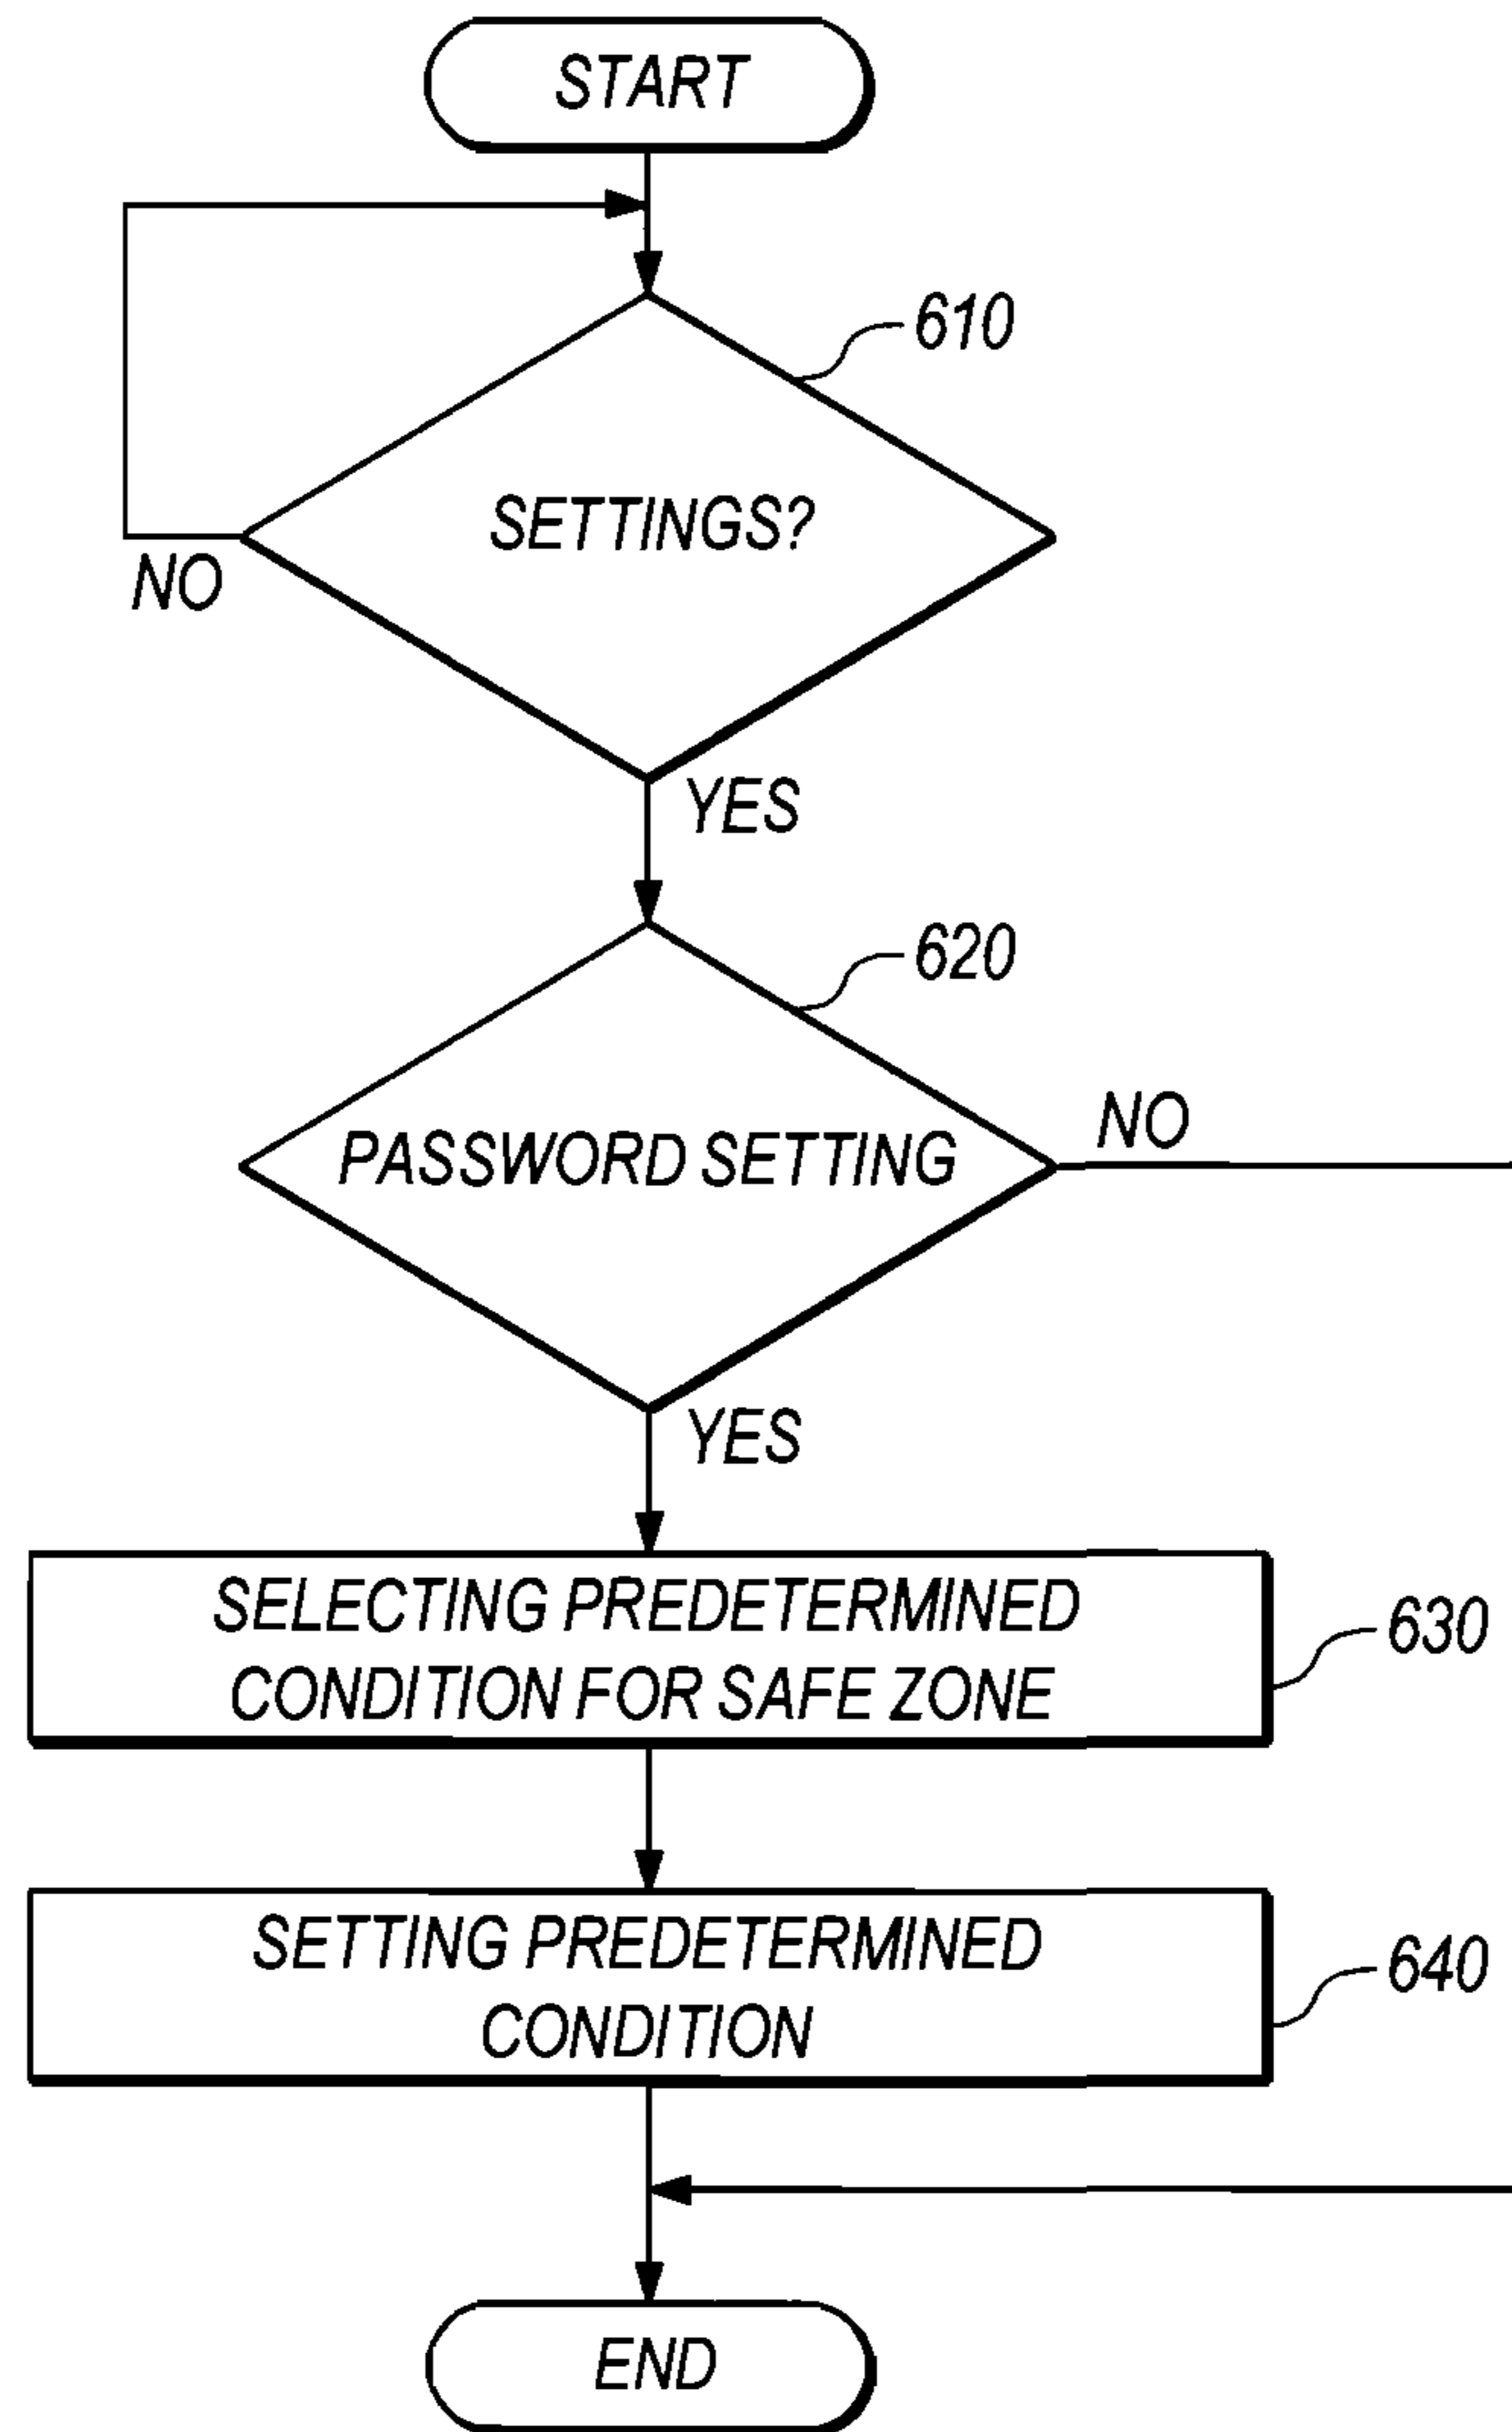 START
610
SETTINGS?
NO
YES
620
NO
PASSWORD SETTING
YES
SELECTING PREDETERMINED
CONDITION FOR SAFE ZONE
630
SETTING PREDETERMINED
CONDITION
640
END